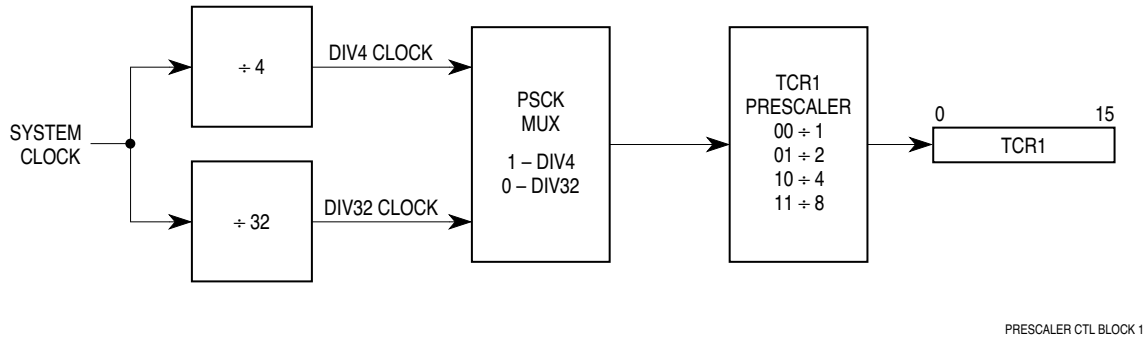 SYSTEM
CLOCK
÷ 4
DIV4 CLOCK
÷ 32
DIV32 CLOCK
PSCK
MUX
1 – DIV4
0 – DIV32
TCR1
PRESCALER
00 ÷ 1
01 ÷ 2
10 ÷ 4
11 ÷ 8
0 15
TCR1
PRESCALER CTL BLOCK 1